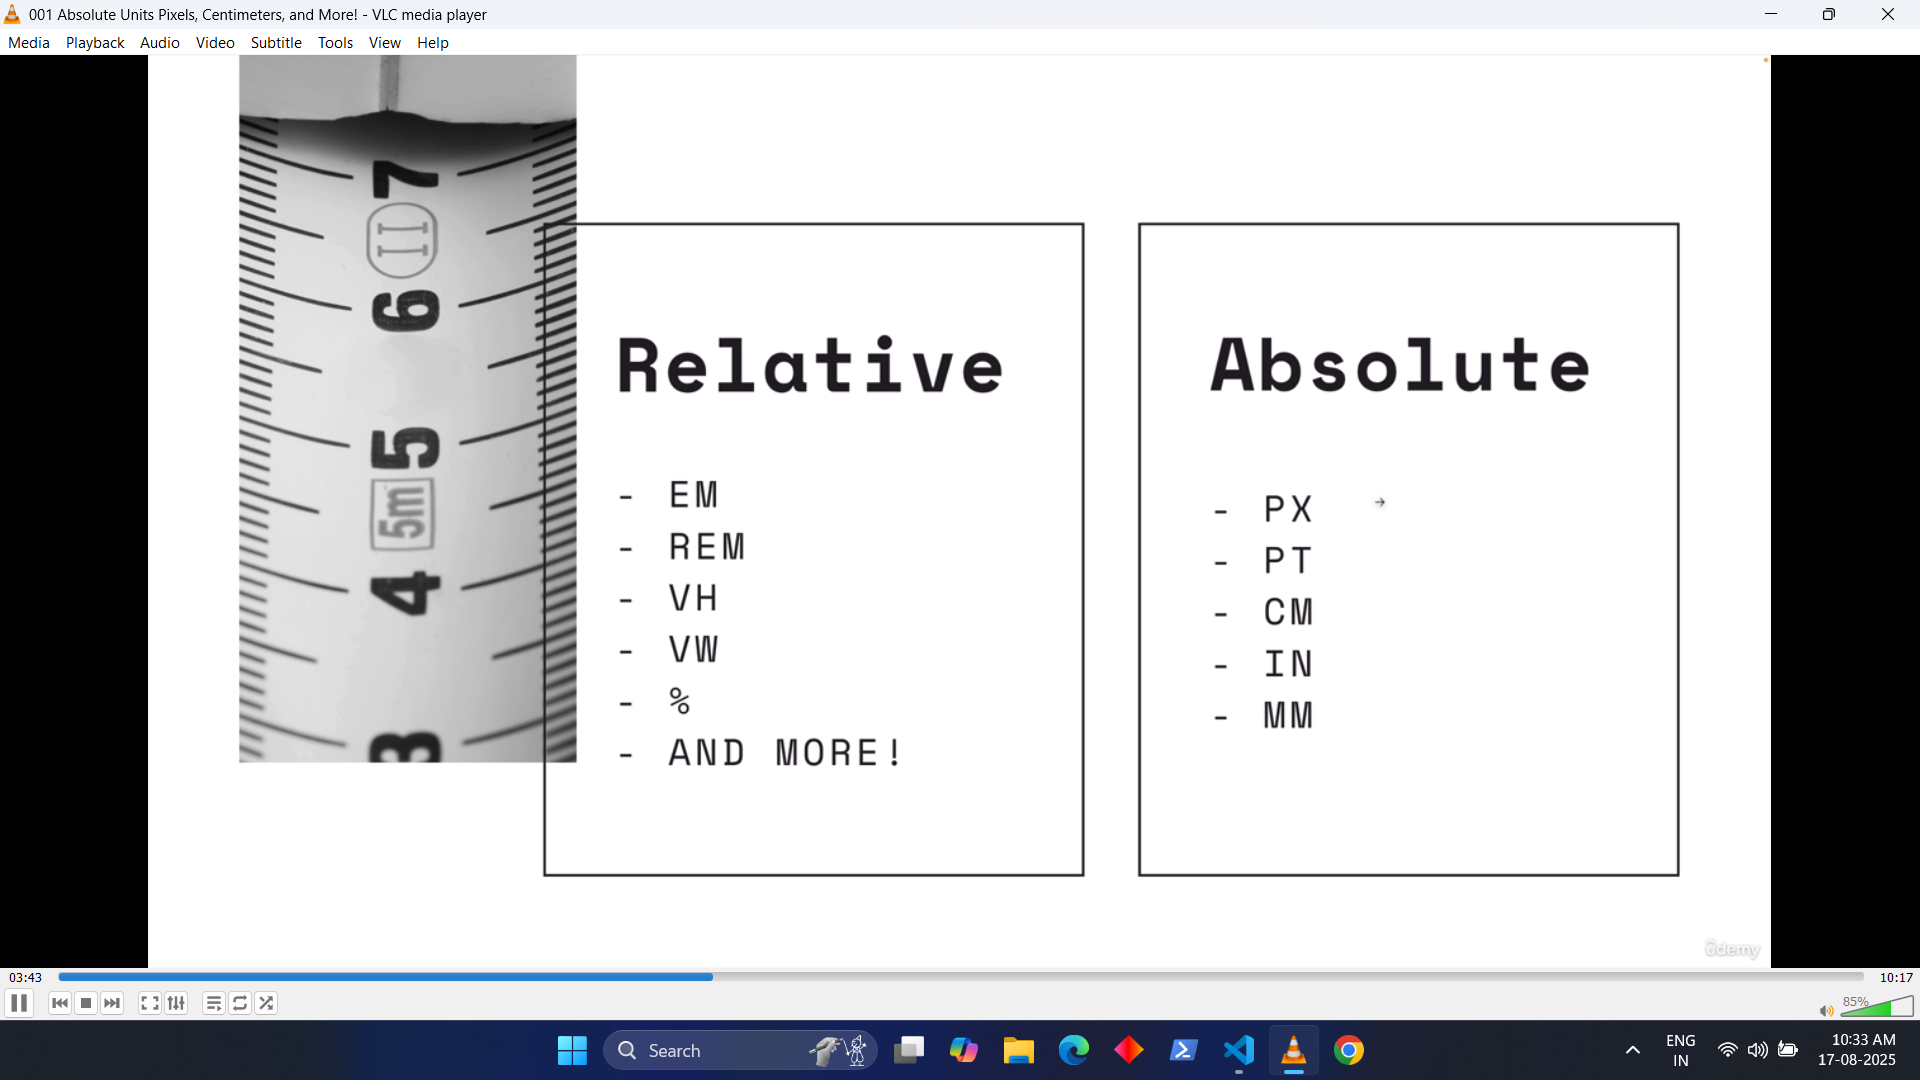 001 Absolute Units Pixels, Centimeters, and More! - VLC media player
Media Playback Audio Video Subtitle Tools View Help
7
II
6
5
5m
4
3
Relative
- EM
- REM
- VH
- VW
- %
- AND MORE!
Absolute
- PX
- PT
- CM
- IN
- MM
ûdemy
03:43
10:17
85%
Search
ENG
IN
10:33 AM
17-08-2025